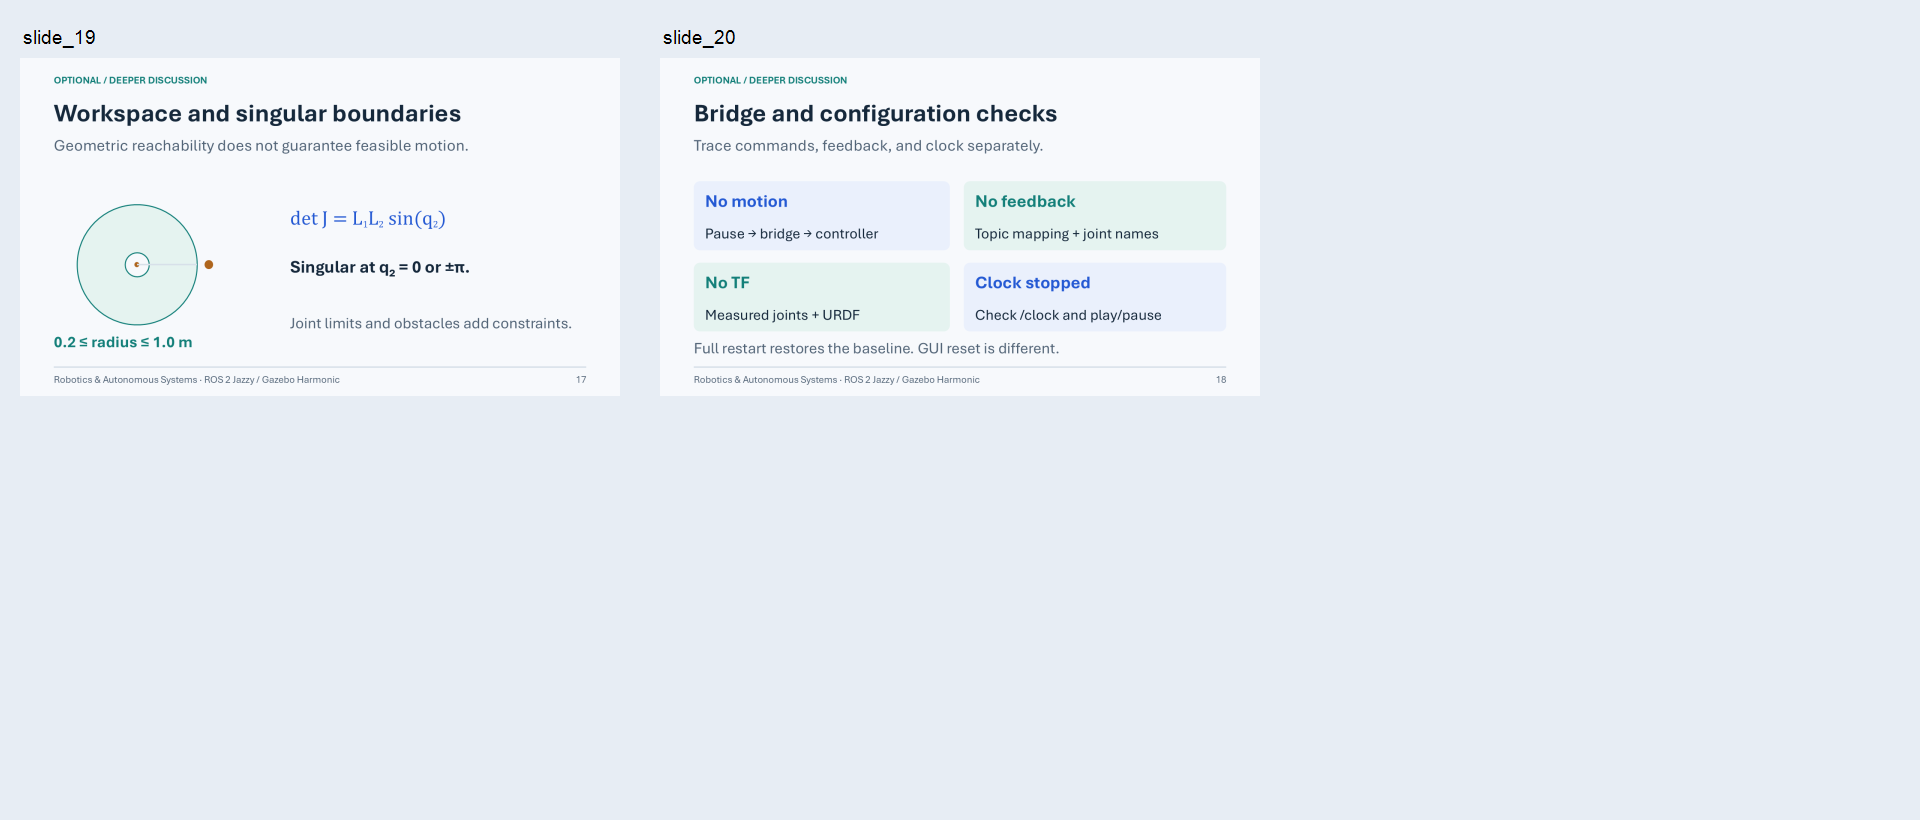 slide_19
OPTIONAL / DEEPER DISCUSSION
Workspace and singular boundaries
Geometric reachability does not guarantee feasible motion.
det J = L₁L₂ sin(q₂)
Singular at q₂ = 0 or ±π.
Joint limits and obstacles add constraints.
0.2 ≤ radius ≤ 1.0 m
Robotics & Autonomous Systems · ROS 2 Jazzy / Gazebo Harmonic
17
slide_20
OPTIONAL / DEEPER DISCUSSION
Bridge and configuration checks
Trace commands, feedback, and clock separately.
No motion
Pause → bridge → controller
No feedback
Topic mapping + joint names
No TF
Measured joints + URDF
Clock stopped
Check /clock and play/pause
Full restart restores the baseline. GUI reset is different.
Robotics & Autonomous Systems · ROS 2 Jazzy / Gazebo Harmonic
18